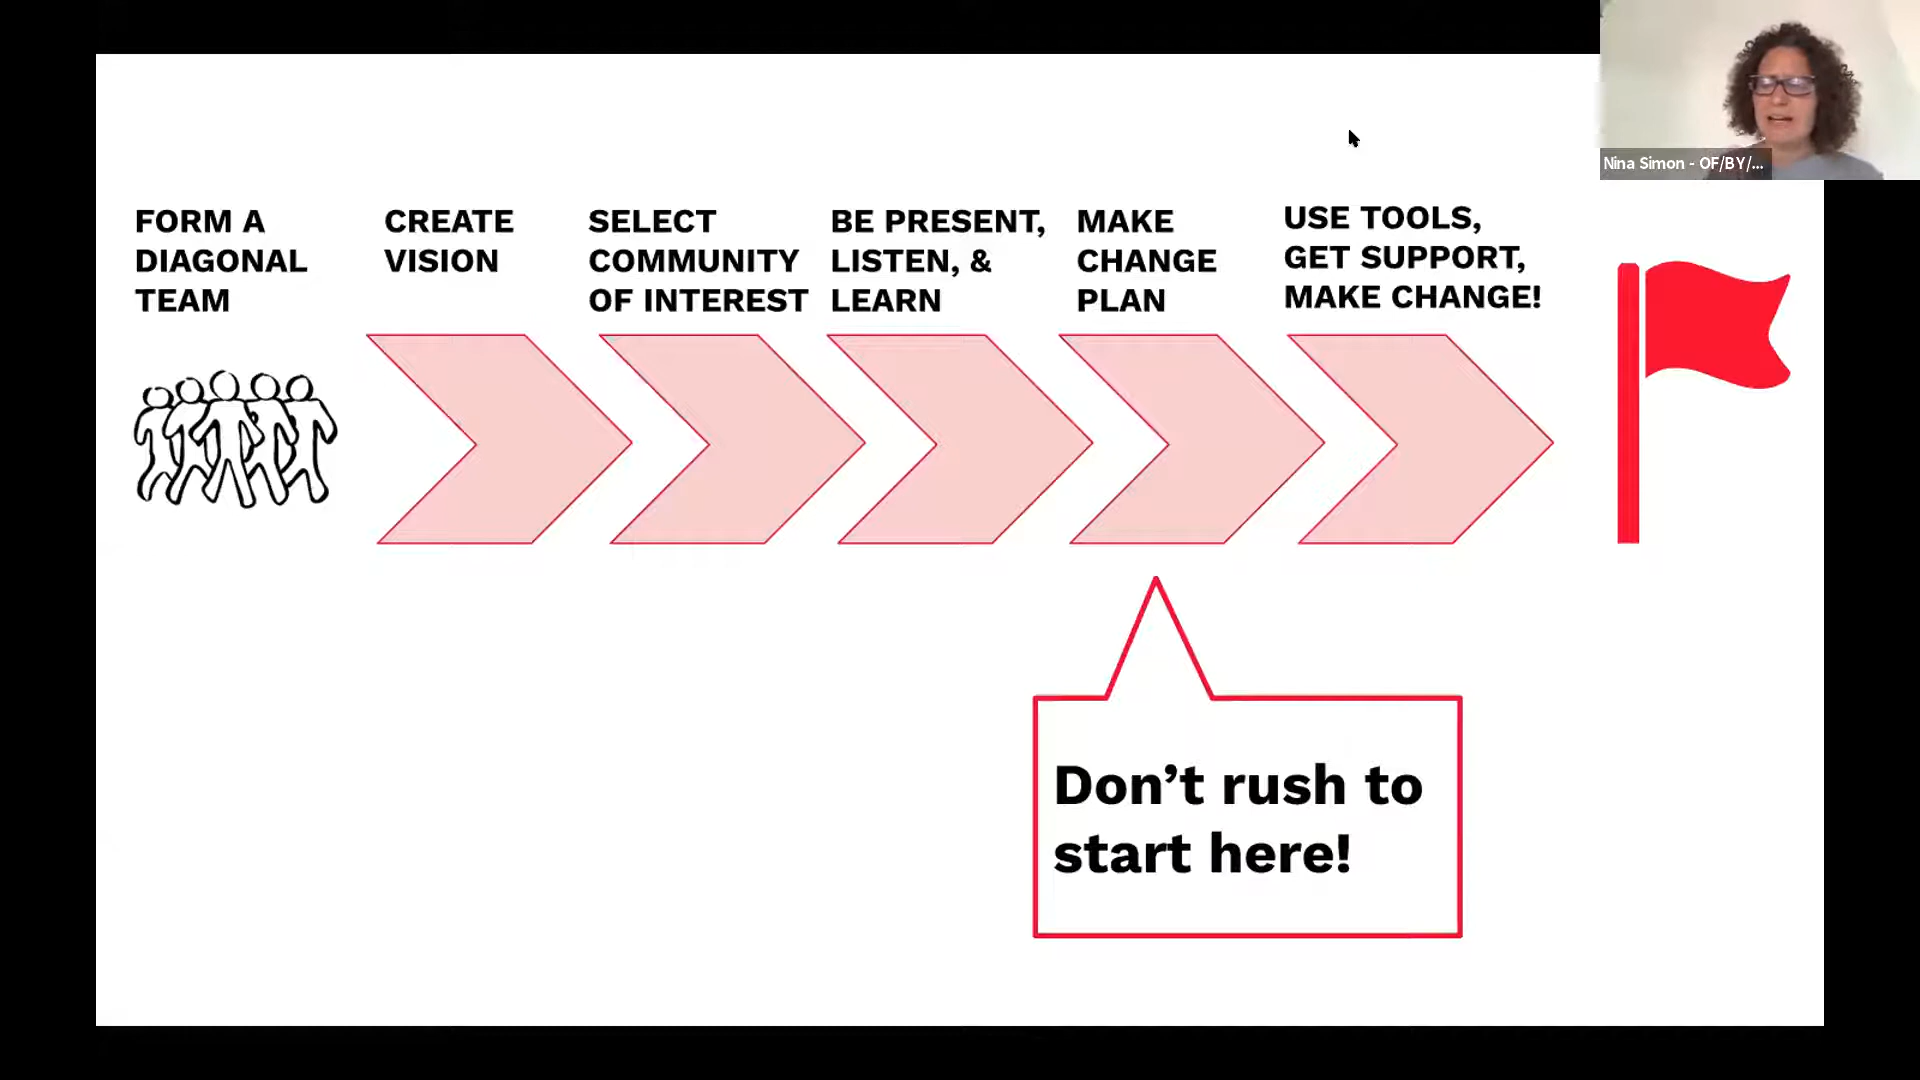 Nina Simon - OF/BY/...
FORM A
DIAGONAL
TEAM
CREATE
VISION
SELECT
COMMUNITY
OF INTEREST
BE PRESENT,
LISTEN, &
LEARN
MAKE
CHANGE
PLAN
USE TOOLS,
GET SUPPORT,
MAKE CHANGE!
Don’t rush to
start here!